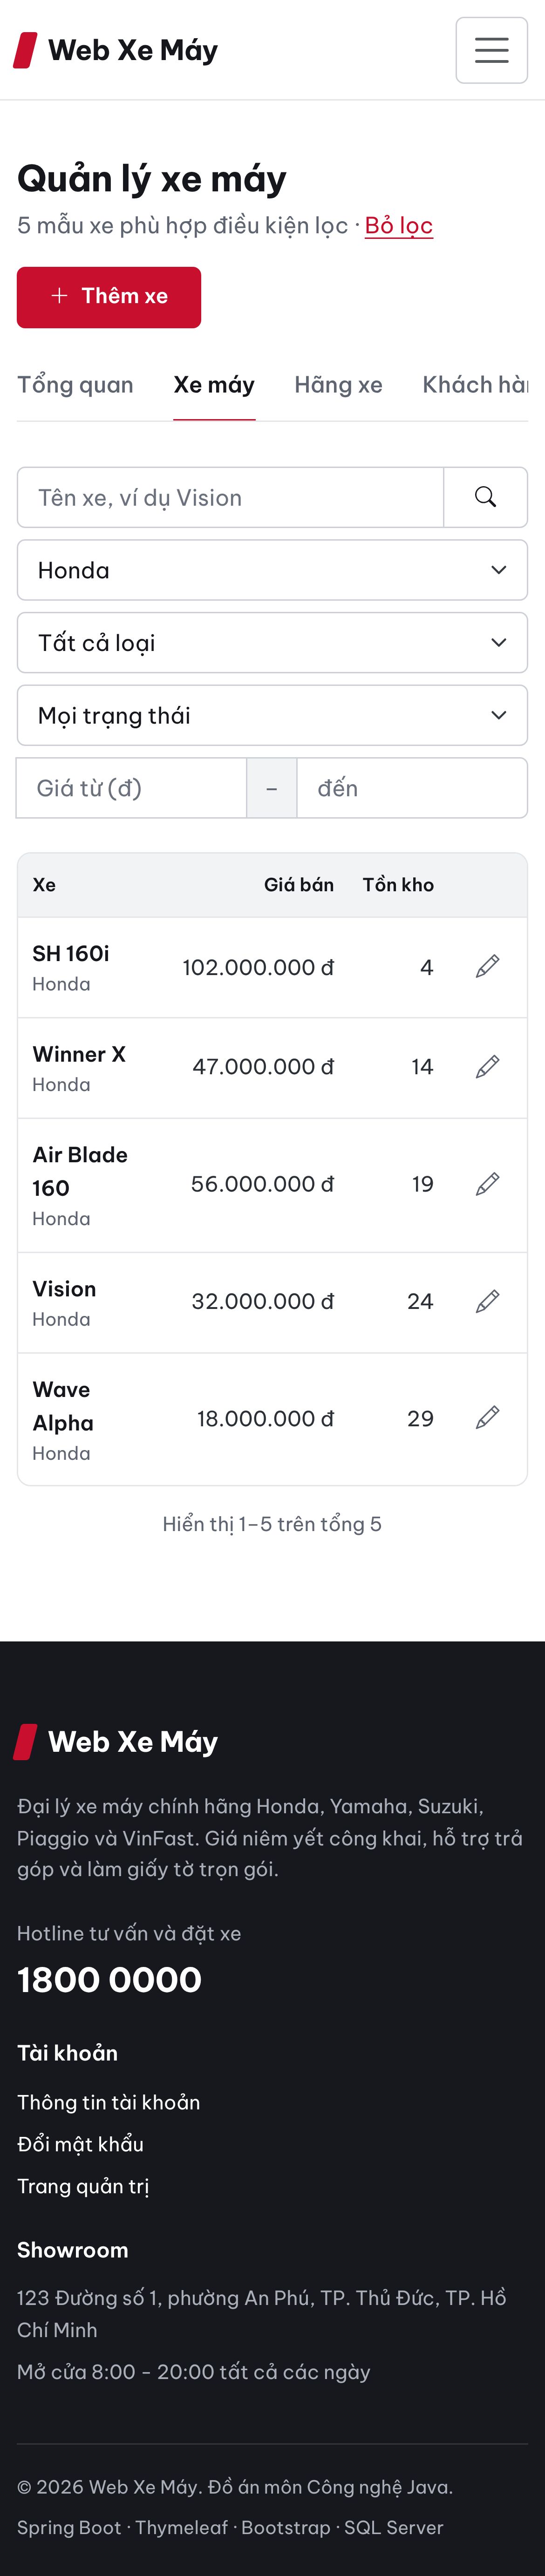 Web Xe Máy
Quản lý xe máy
5 mẫu xe phù hợp điều kiện lọc · Bỏ lọc
+ Thêm xe
Tổng quan Xe máy Hãng xe Khách hàn
Tên xe, ví dụ Vision
Honda
Tất cả loại
Mọi trạng thái
Giá từ (đ) – đến
Xe Giá bán Tồn kho
SH 160i
Honda
102.000.000 đ 4
Winner X
Honda
47.000.000 đ 14
Air Blade
160
Honda
56.000.000 đ 19
Vision
Honda
32.000.000 đ 24
Wave
Alpha
Honda
18.000.000 đ 29
Hiển thị 1–5 trên tổng 5
Web Xe Máy
Đại lý xe máy chính hãng Honda, Yamaha, Suzuki,
Piaggio và VinFast. Giá niêm yết công khai, hỗ trợ trả
góp và làm giấy tờ trọn gói.
Hotline tư vấn và đặt xe
1800 0000
Tài khoản
Thông tin tài khoản
Đổi mật khẩu
Trang quản trị
Showroom
123 Đường số 1, phường An Phú, TP. Thủ Đức, TP. Hồ
Chí Minh
Mở cửa 8:00 - 20:00 tất cả các ngày
© 2026 Web Xe Máy. Đồ án môn Công nghệ Java.
Spring Boot · Thymeleaf · Bootstrap · SQL Server